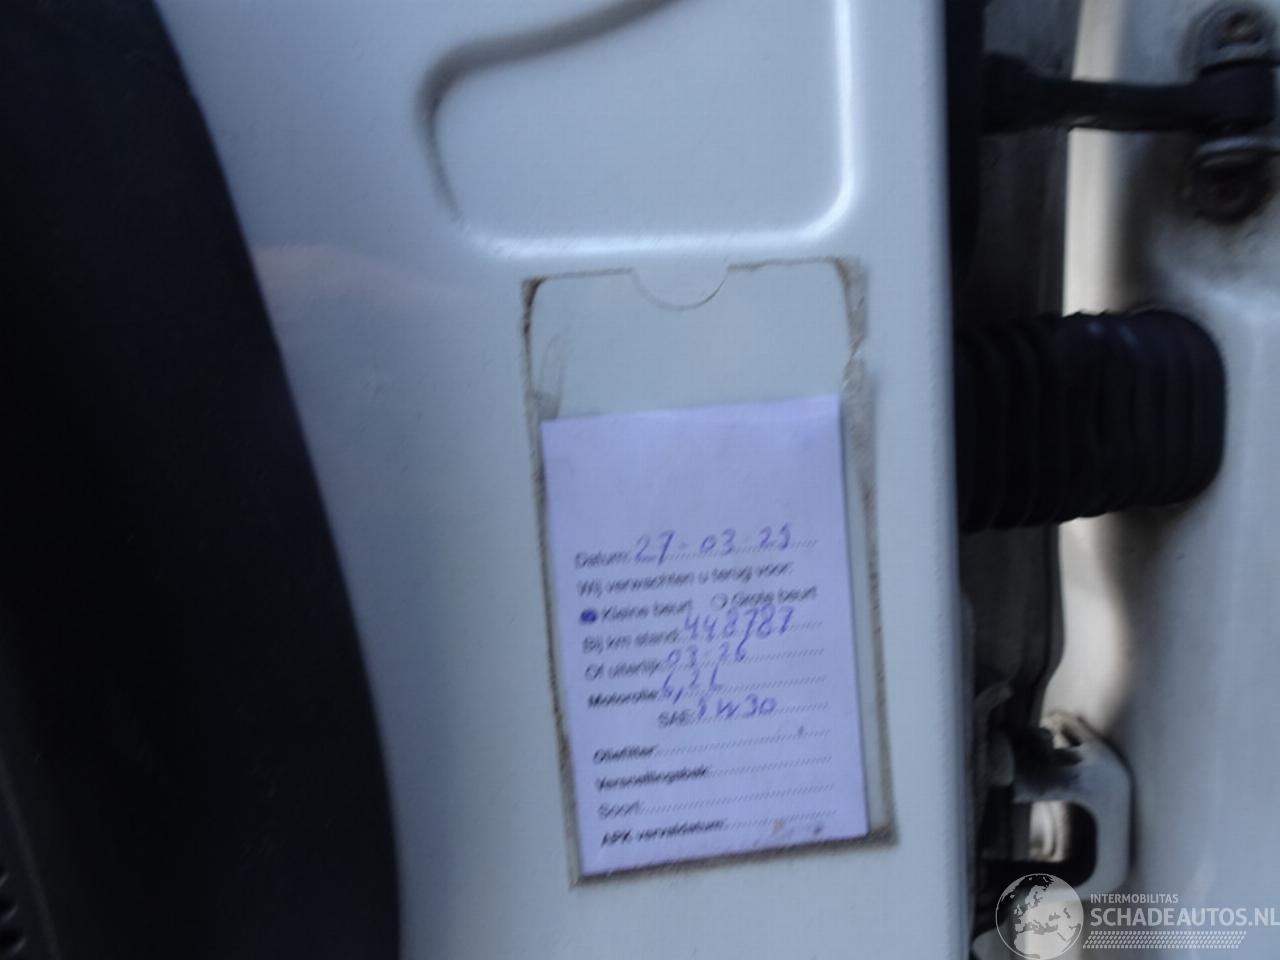 Datum: 27-03-25
Wij verwachten u terug voor:
Kleine beurt Grote beurt
Bij km stand: 448787
Of uiterlijk: 03-26
Motorolie: 6,2L
SAE: 5W30
Oliefilter:
Versnellingsbak:
Soort:
APK vervaldatum:
INTERMOBILITAS
SCHADEAUTOS.NL